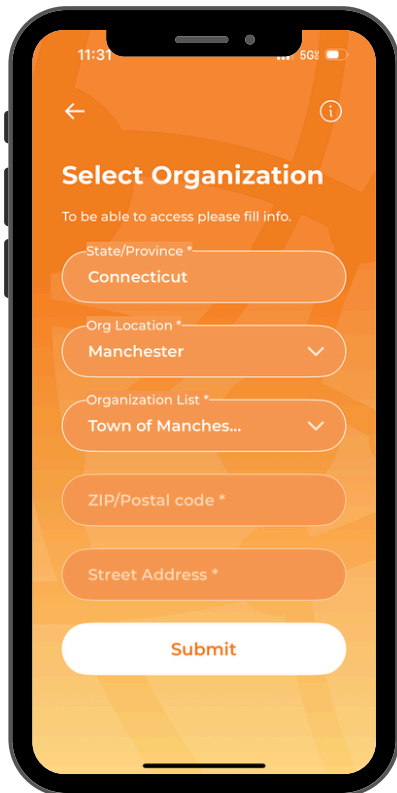 11:31
5G
Select Organization
To be able to access please fill info.
State/Province *
Connecticut
Org Location *
Manchester
Organization List *
Town of Manches...
ZIP/Postal code *
Street Address *
Submit